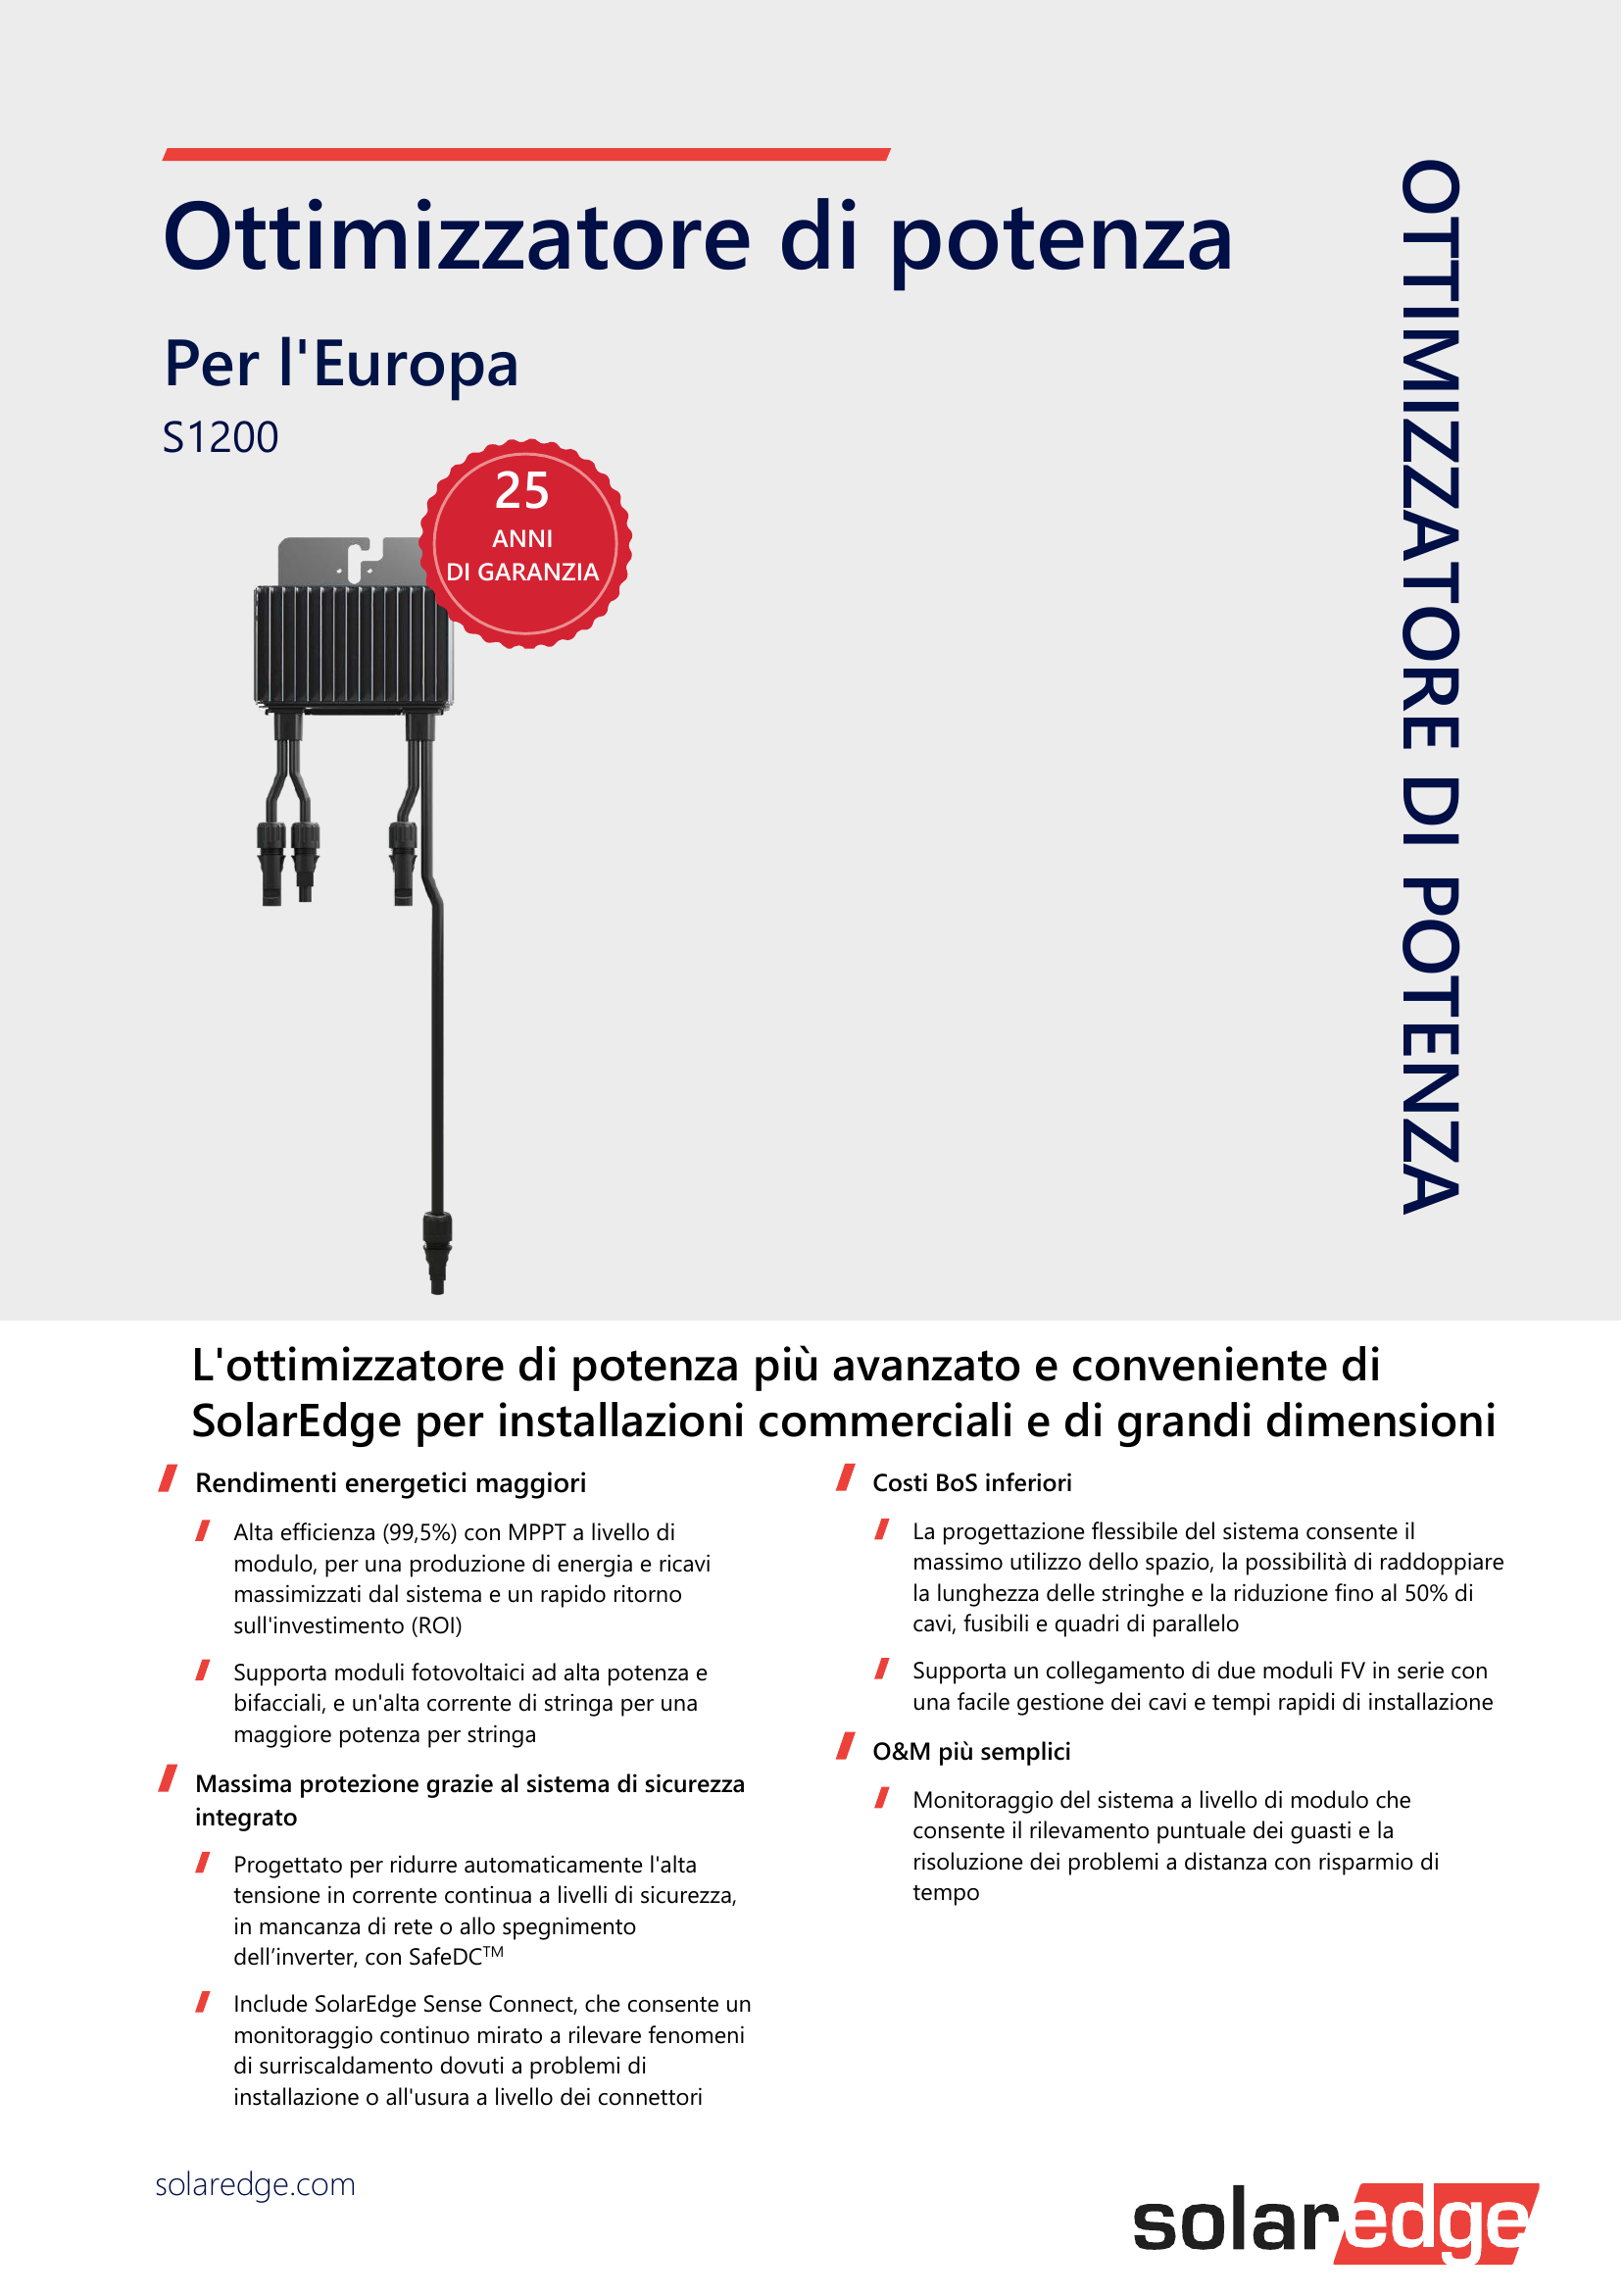 Ottimizzatore di potenza
Per l'Europa
S1200
25
ANNI
DI GARANZIA
OTTIMIZZATORE DI POTENZA
L'ottimizzatore di potenza più avanzato e conveniente di
SolarEdge per installazioni commerciali e di grandi dimensioni
Rendimenti energetici maggiori
Alta efficienza (99,5%) con MPPT a livello di
modulo, per una produzione di energia e ricavi
massimizzati dal sistema e un rapido ritorno
sull'investimento (ROI)
Supporta moduli fotovoltaici ad alta potenza e
bifacciali, e un'alta corrente di stringa per una
maggiore potenza per stringa
Massima protezione grazie al sistema di sicurezza
integrato
Progettato per ridurre automaticamente l'alta
tensione in corrente continua a livelli di sicurezza,
in mancanza di rete o allo spegnimento
dell’inverter, con SafeDC™
Include SolarEdge Sense Connect, che consente un
monitoraggio continuo mirato a rilevare fenomeni
di surriscaldamento dovuti a problemi di
installazione o all'usura a livello dei connettori
Costi BoS inferiori
La progettazione flessibile del sistema consente il
massimo utilizzo dello spazio, la possibilità di raddoppiare
la lunghezza delle stringhe e la riduzione fino al 50% di
cavi, fusibili e quadri di parallelo
Supporta un collegamento di due moduli FV in serie con
una facile gestione dei cavi e tempi rapidi di installazione
O&M più semplici
Monitoraggio del sistema a livello di modulo che
consente il rilevamento puntuale dei guasti e la
risoluzione dei problemi a distanza con risparmio di
tempo
solaredge.com
solaredge